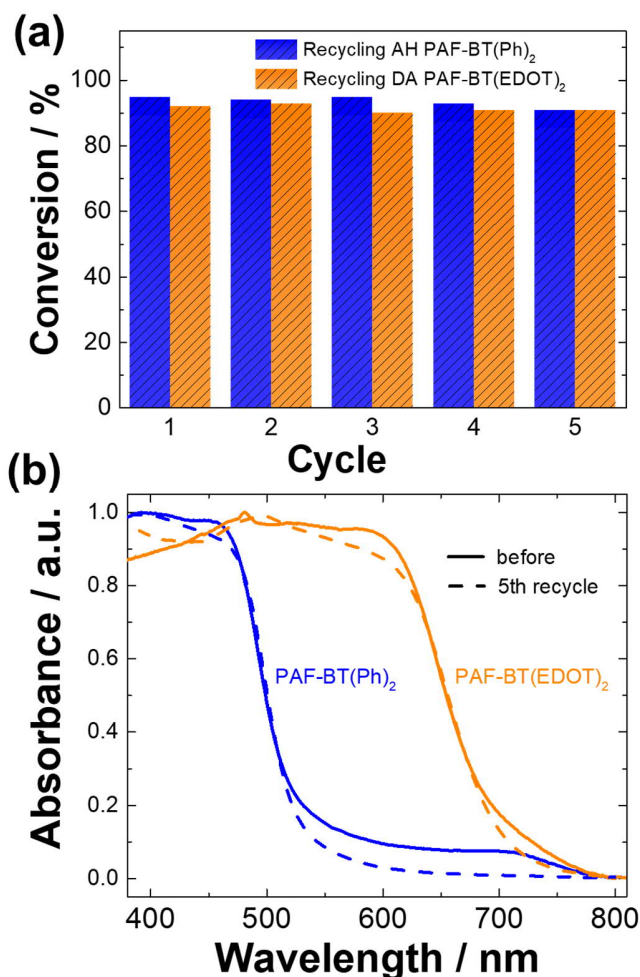 (a)
Conversion / %
100
80
60
40
20
0
Recycling AH PAF-BT(Ph)₂
Recycling DA PAF-BT(EDOT)₂
1 2 3 4 5
Cycle
(b)
Absorbance / a.u.
1.0
0.8
0.6
0.4
0.2
0.0
before
5th recycle
PAF-BT(Ph)₂
PAF-BT(EDOT)₂
400 500 600 700 800
Wavelength / nm